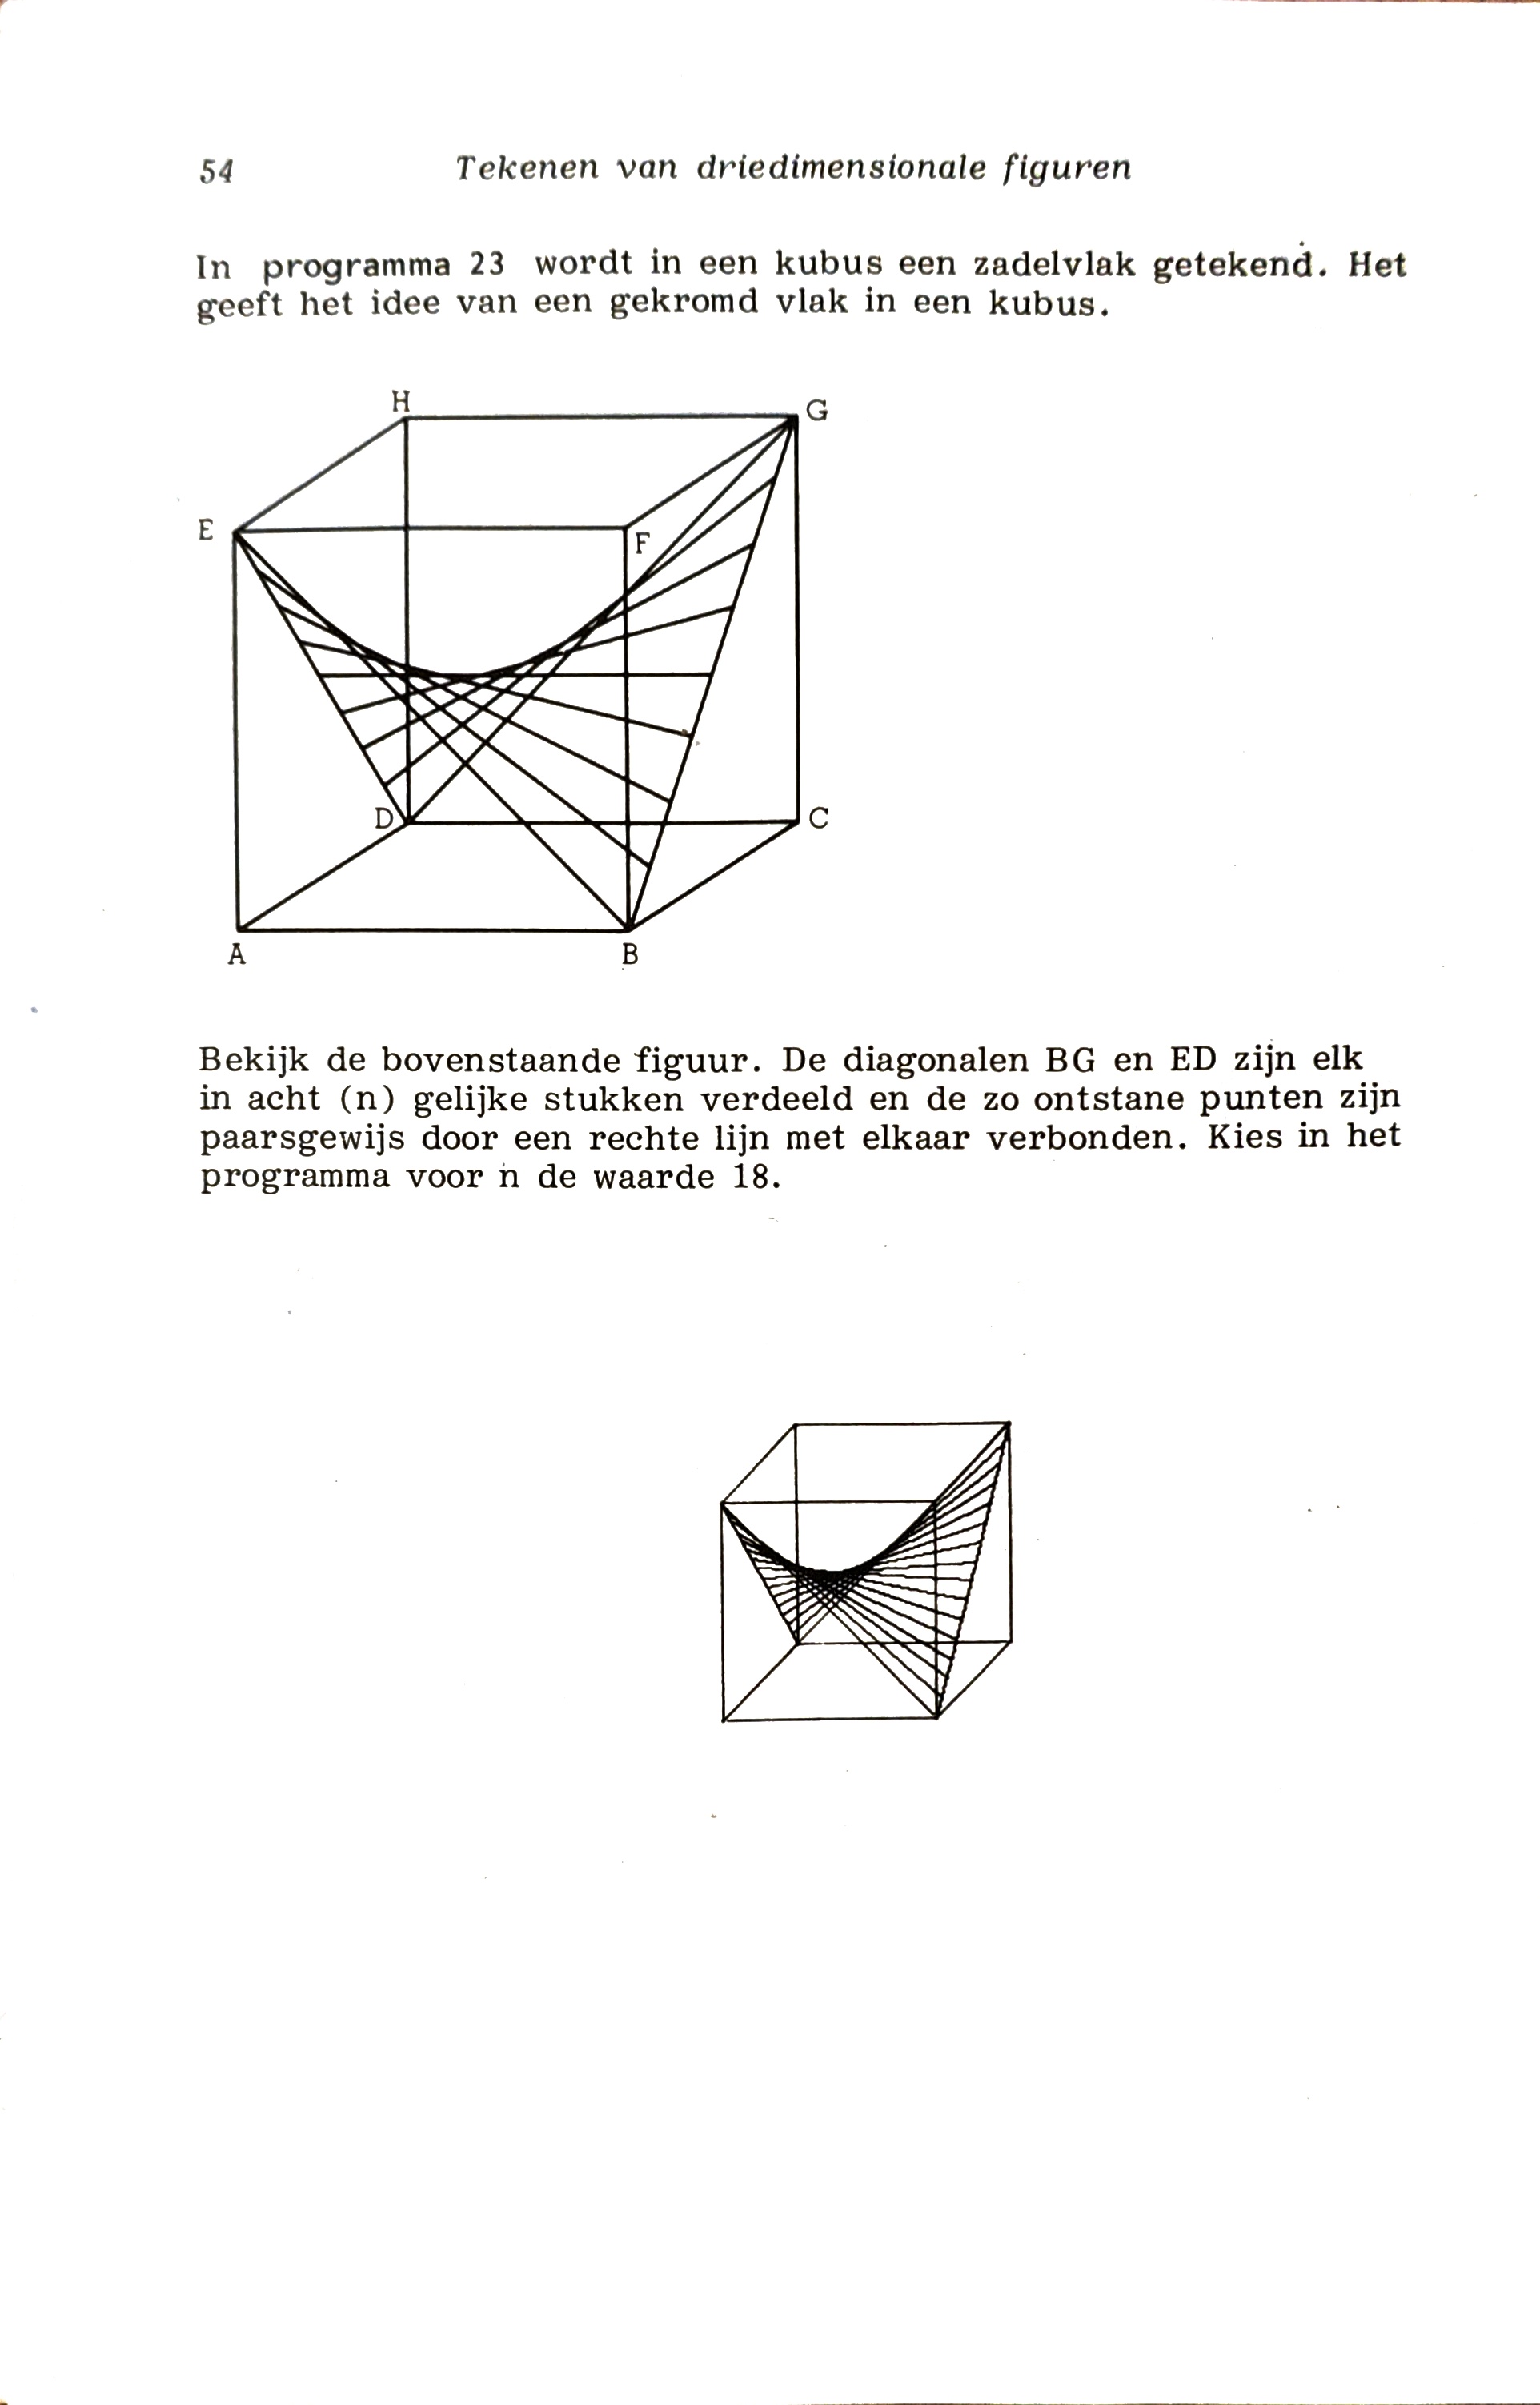 54 Tekenen van driedimensionale figuren
In programma 23 wordt in een kubus een zadelvlak getekend. Het
geeft het idee van een gekromd vlak in een kubus.
H
G
E
F
D
C
A
B
Bekijk de bovenstaande figuur. De diagonalen BG en ED zijn elk
in acht (n) gelijke stukken verdeeld en de zo ontstane punten zijn
paarsgewijs door een rechte lijn met elkaar verbonden. Kies in het
programma voor n de waarde 18.